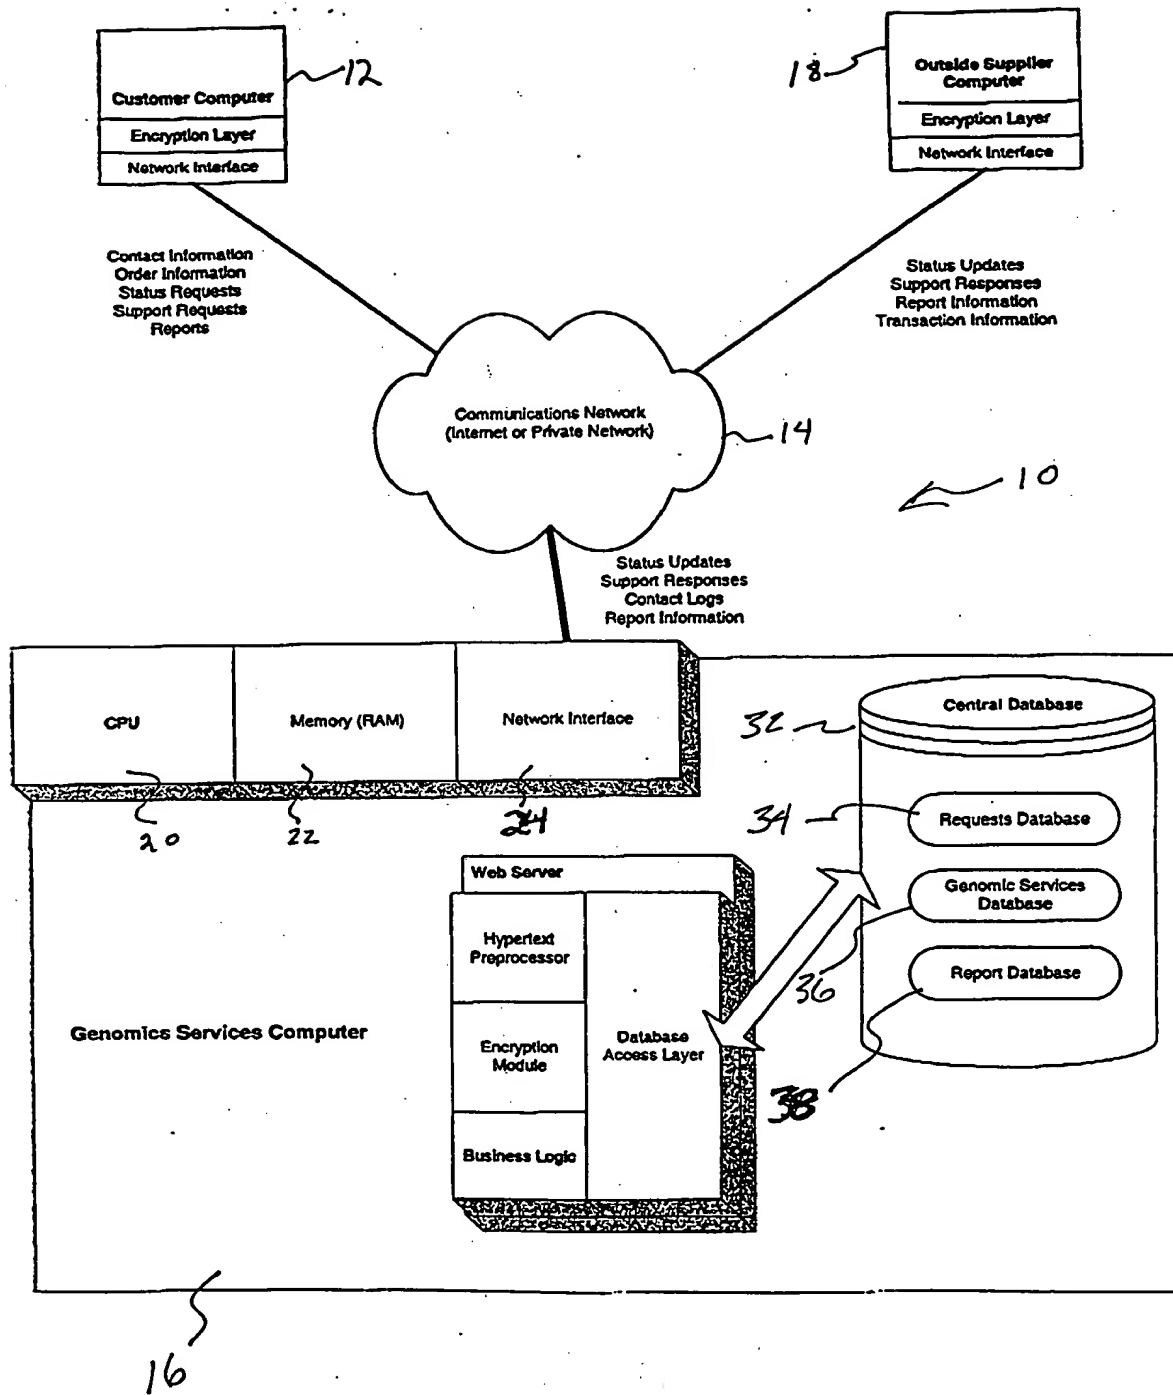 12
Customer Computer
Encryption Layer
Network Interface
18
Outside Supplier
Computer
Encryption Layer
Network Interface
Contact Information
Order Information
Status Requests
Support Requests
Reports
Status Updates
Support Responses
Report Information
Transaction Information
Communications Network
(Internet or Private Network)
14
10
Status Updates
Support Responses
Contact Logs
Report Information
CPU
Memory (RAM)
Network Interface
20
22
24
32
Central Database
34
Requests Database
Genomic Services
Database
36
Report Database
38
Web Server
Hypertext
Preprocessor
Encryption
Module
Business Logic
Database
Access Layer
Genomics Services Computer
16